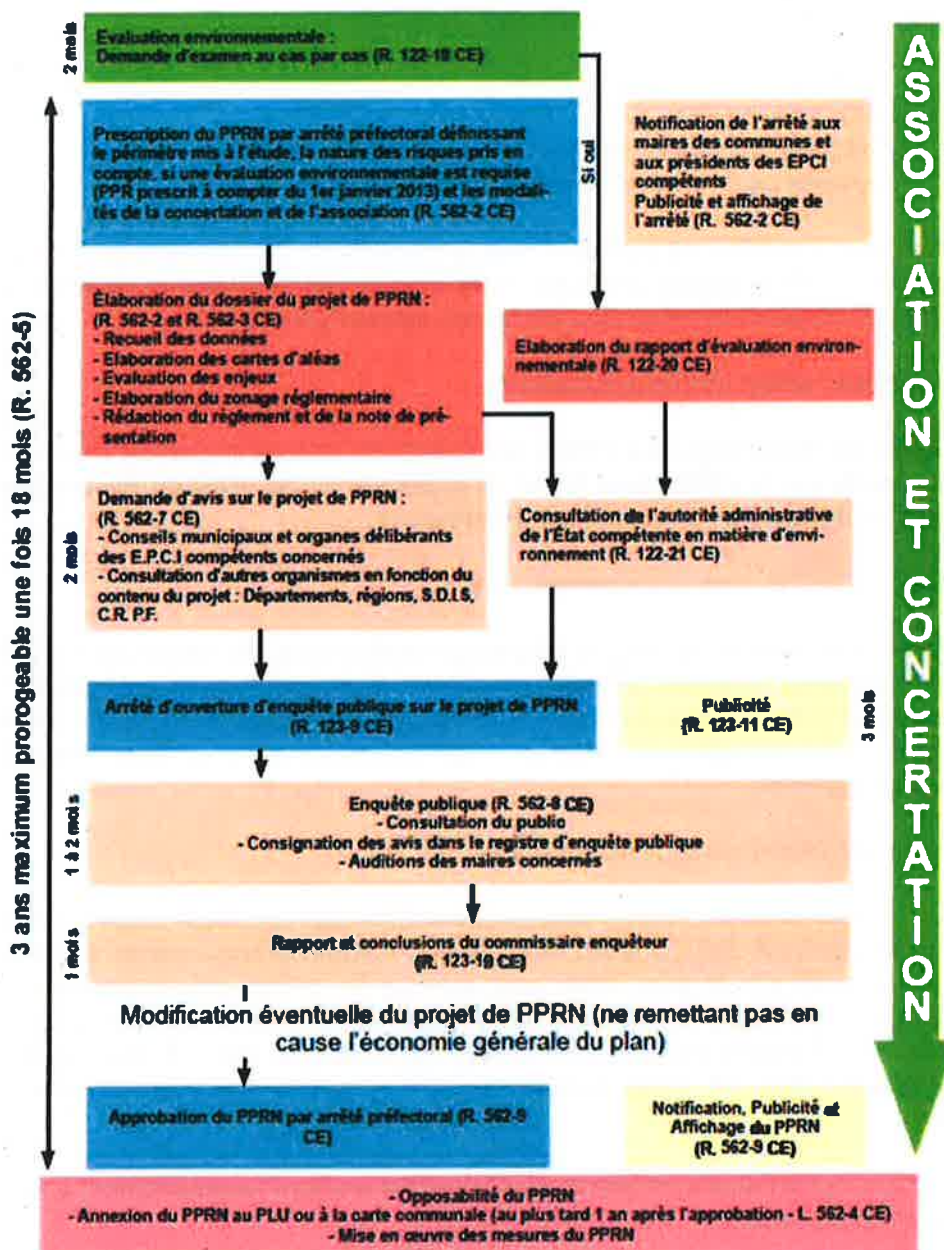 2 mois
Evaluation environnementale :
Demande d'examen au cas par cas (R. 122-18 CE)
3 ans maximum prorogeable une fois 18 mois (R. 562-5)
Prescription du PPRN par arrêté préfectoral définissant
le périmètre mis à l'étude, la nature des risques pris en
compte, si une évaluation environnementale est requise
(PPR prescrit à compter du 1er janvier 2013) et les modali-
tés de la concertation et de l'association (R. 562-2 CE)
Si oui
Notification de l'arrêté aux
maires des communes et
aux présidents des EPCI
compétents
Publicité et affichage de
l'arrêté (R. 562-2 CE)
Élaboration du dossier du projet de PPRN :
(R. 562-2 et R. 562-3 CE)
- Recueil des données
- Elaboration des cartes d'aléas
- Evaluation des enjeux
- Elaboration du zonage réglementaire
- Rédaction du règlement et de la note de pré-
sentation
Elaboration du rapport d'évaluation environ-
nementale (R. 122-20 CE)
2 mois
Demande d'avis sur le projet de PPRN :
(R. 562-7 CE)
- Conseils municipaux et organes délibérants
des E.P.C.I compétents concernés
- Consultation d'autres organismes en fonction du
contenu du projet : Départements, régions, S.D.I.S,
C.R.P.F.
Consultation de l'autorité administrative
de l'État compétente en matière d'envi-
ronnement (R. 122-21 CE)
Arrêté d'ouverture d'enquête publique sur le projet de PPRN
(R. 123-9 CE)
Publicité
(R. 123-11 CE)
3 mois
1 à 2 mois
Enquête publique (R. 562-8 CE)
- Consultation du public
- Consignation des avis dans le registre d'enquête publique
- Auditions des maires concernés
1 mois
Rapport et conclusions du commissaire enquêteur
(R. 123-19 CE)
Modification éventuelle du projet de PPRN (ne remettant pas en
cause l'économie générale du plan)
Approbation du PPRN par arrêté préfectoral (R. 562-9
CE)
Notification, Publicité et
Affichage du PPRN
(R. 562-9 CE)
- Opposabilité du PPRN
- Annexion du PPRN au PLU ou à la carte communale (au plus tard 1 an après l'approbation - L. 562-4 CE)
- Mise en œuvre des mesures du PPRN
ASSOCIATION ET CONCERTATION